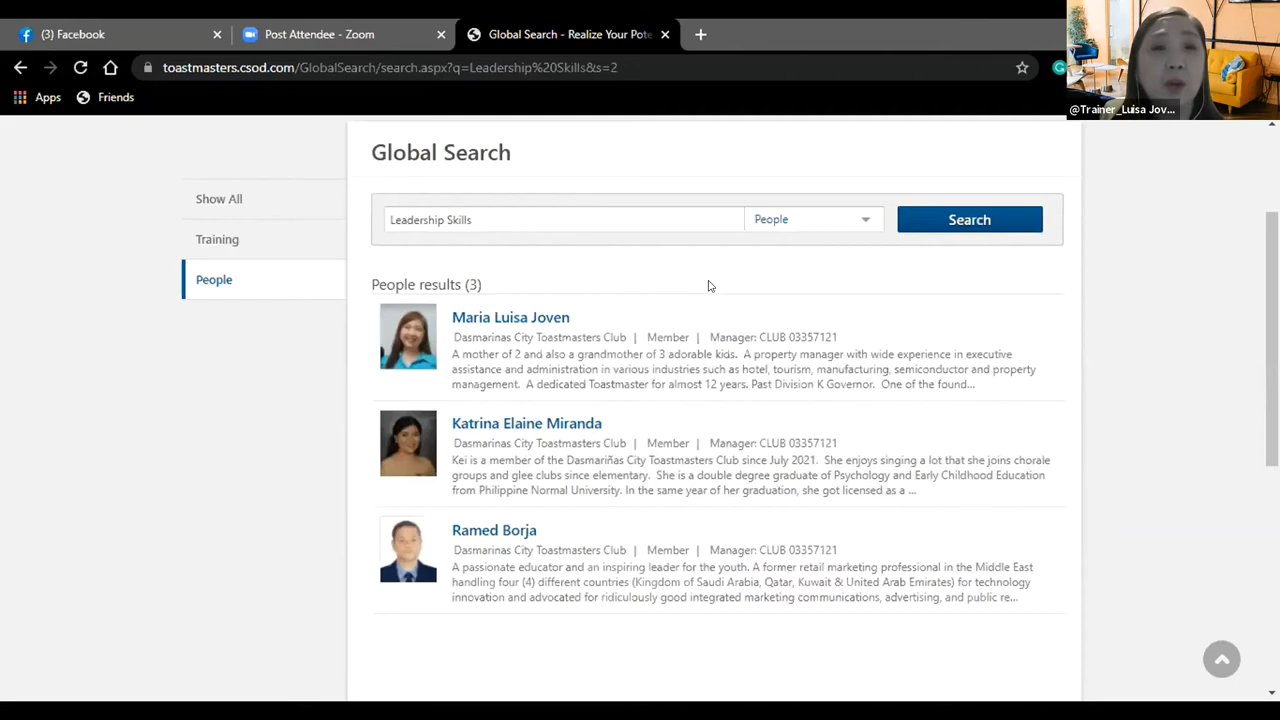 (3) Facebook
Post Attendee - Zoom
Global Search - Realize Your Pote
toastmasters.csod.com/GlobalSearch/search.aspx?q=Leadership%20Skills&s=2
Apps
Friends
@Trainer_Luisa Jov...
Global Search
Show All
Training
People
Leadership Skills
People
Search
People results (3)
Maria Luisa Joven
Dasmarinas City Toastmasters Club | Member | Manager: CLUB 03357121
A mother of 2 and also a grandmother of 3 adorable kids. A property manager with wide experience in executive
assistance and administration in various industries such as hotel, tourism, manufacturing, semiconductor and property
management. A dedicated Toastmaster for almost 12 years. Past Division K Governor. One of the found...
Katrina Elaine Miranda
Dasmarinas City Toastmasters Club | Member | Manager: CLUB 03357121
Kei is a member of the Dasmariñas City Toastmasters Club since July 2021. She enjoys singing a lot that she joins chorale
groups and glee clubs since elementary. She is a double degree graduate of Psychology and Early Childhood Education
from Philippine Normal University. In the same year of her graduation, she got licensed as a ...
Ramed Borja
Dasmarinas City Toastmasters Club | Member | Manager: CLUB 03357121
A passionate educator and an inspiring leader for the youth. A former retail marketing professional in the Middle East
handling four (4) different countries (Kingdom of Saudi Arabia, Qatar, Kuwait & United Arab Emirates) for technology
innovation and advocated for ridiculously good integrated marketing communications, advertising, and public re...